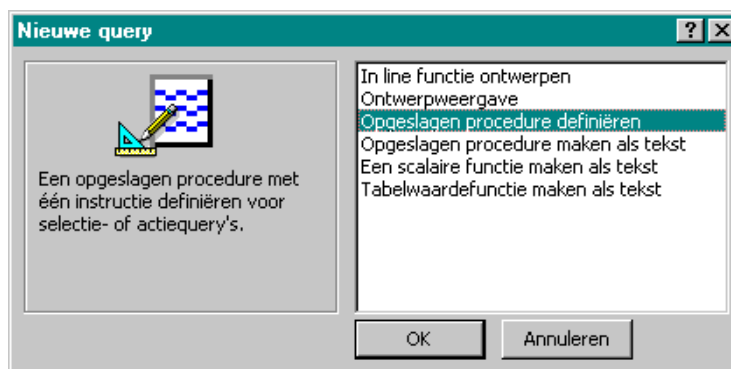 Nieuwe query
Een opgeslagen procedure met
één instructie definiëren voor
selectie- of actiequery's.
In line functie ontwerpen
Ontwerpweergave
Opgeslagen procedure definiëren
Opgeslagen procedure maken als tekst
Een scalaire functie maken als tekst
Tabelwaardefunctie maken als tekst
OK
Annuleren